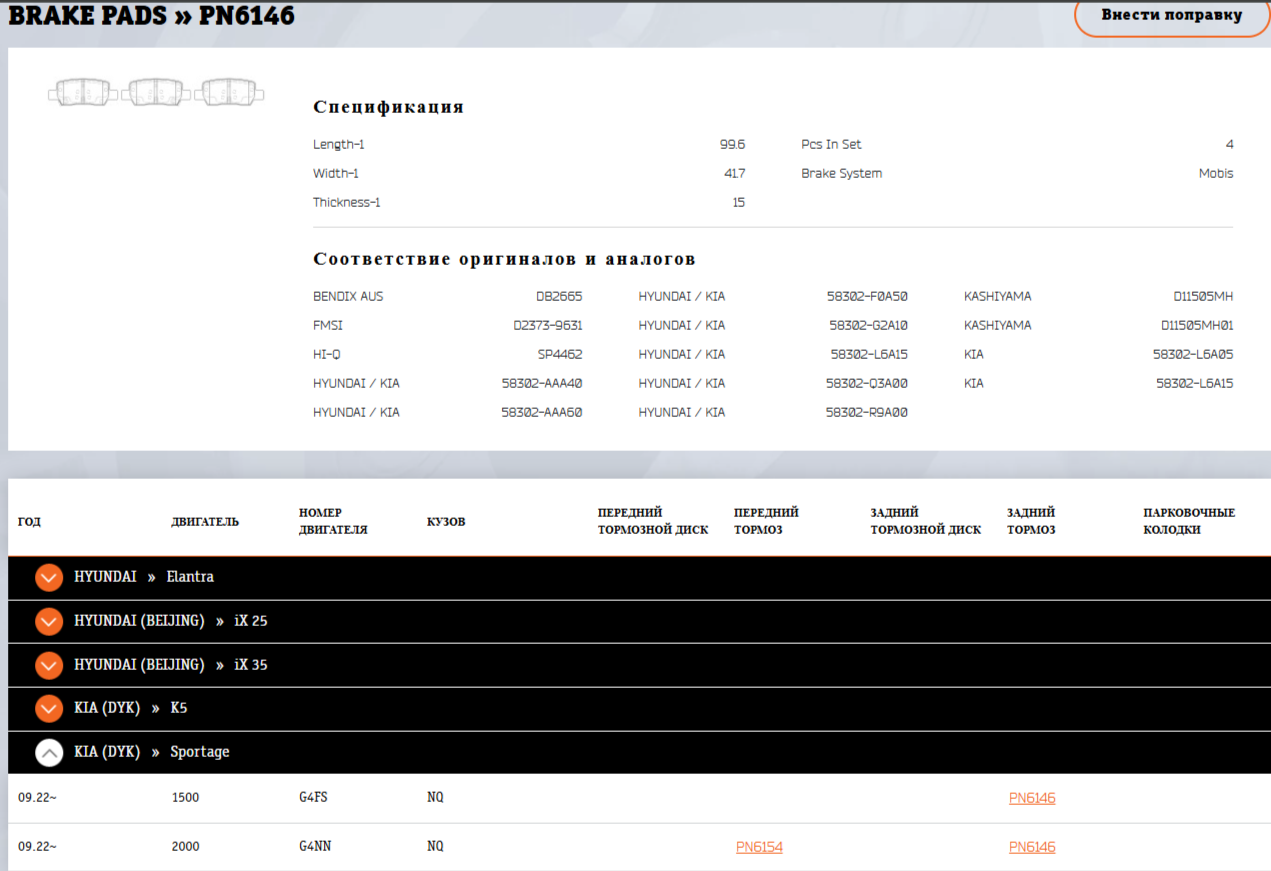 BRAKE PADS » PN6146
Внести поправку
Спецификация
Length-1 99.6 Pcs In Set 4
Width-1 41.7 Brake System Mobis
Thickness-1 15
Соответствие оригиналов и аналогов
BENDIX AUS DB2665 HYUNDAI / KIA 58302-F0A50 KASHIYAMA D11505MH
FMSI D2373-9631 HYUNDAI / KIA 58302-G2A10 KASHIYAMA D11505MH01
HI-Q SP4462 HYUNDAI / KIA 58302-L6A15 KIA 58302-L6A05
HYUNDAI / KIA 58302-AAA40 HYUNDAI / KIA 58302-Q3A00 KIA 58302-L6A15
HYUNDAI / KIA 58302-AAA60 HYUNDAI / KIA 58302-R9A00
ГОД ДВИГАТЕЛЬ НОМЕР ДВИГАТЕЛЯ КУЗОВ ПЕРЕДНИЙ ТОРМОЗНОЙ ДИСК ПЕРЕДНИЙ ТОРМОЗ ЗАДНИЙ ТОРМОЗНОЙ ДИСК ЗАДНИЙ ТОРМОЗ ПАРКОВОЧНЫЕ КОЛОДКИ
HYUNDAI » Elantra
HYUNDAI (BEIJING) » iX 25
HYUNDAI (BEIJING) » iX 35
KIA (DYK) » K5
KIA (DYK) » Sportage
09.22~ 1500 G4FS NQ PN6146
09.22~ 2000 G4NN NQ PN6154 PN6146